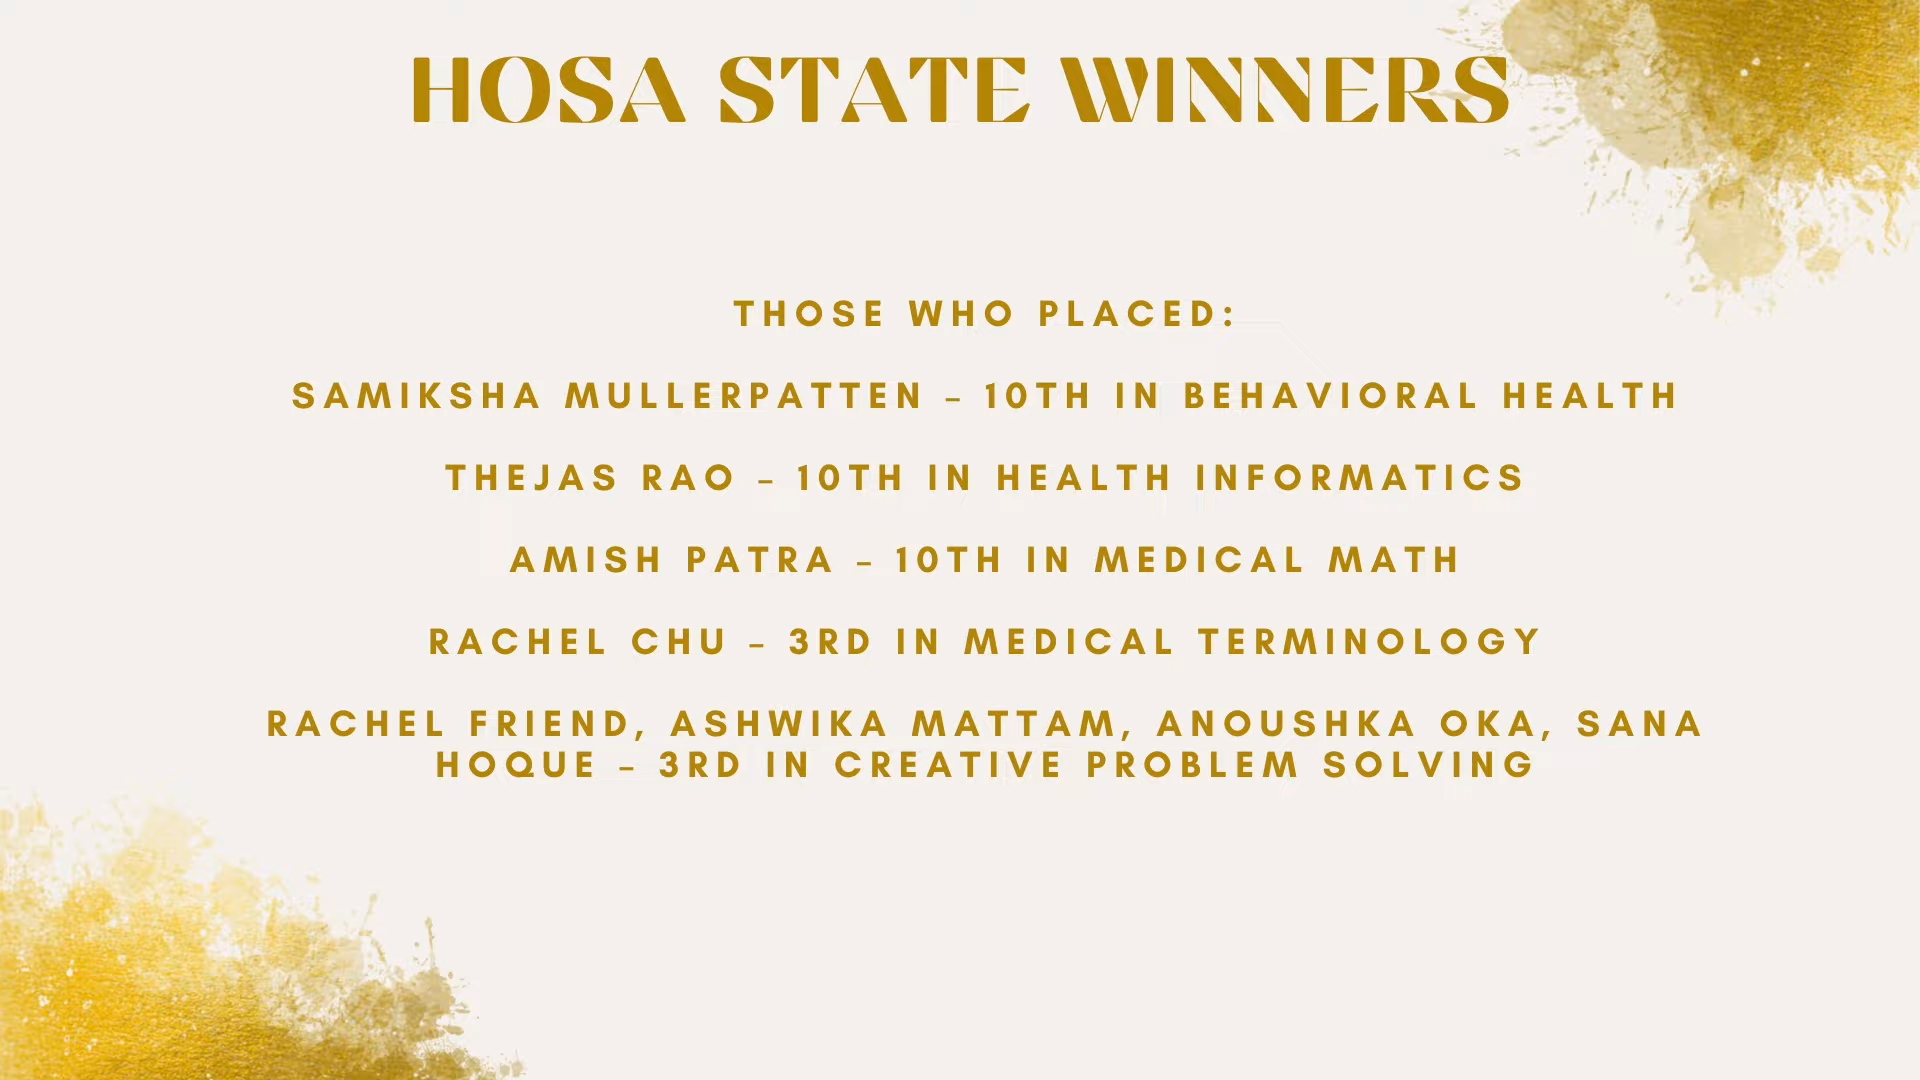 HOSA STATE WINNERS
THOSE WHO PLACED:
SAMIKSHA MULLERPATTEN – 10TH IN BEHAVIORAL HEALTH
THEJAS RAO – 10TH IN HEALTH INFORMATICS
AMISH PATRA – 10TH IN MEDICAL MATH
RACHEL CHU – 3RD IN MEDICAL TERMINOLOGY
RACHEL FRIEND, ASHWIKA MATTAM, ANOUSHKA OKA, SANA
HOQUE – 3RD IN CREATIVE PROBLEM SOLVING